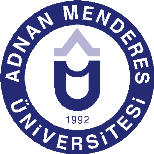 ADNAN MENDERES
ÜNİVERSİTESİ
1992